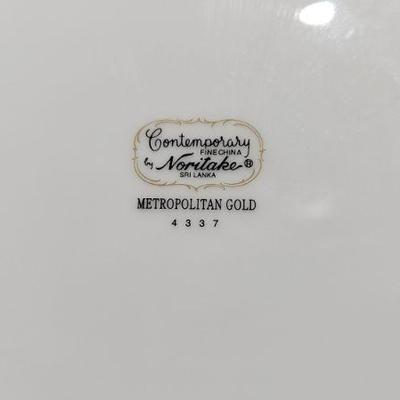 Contemporary
FINE CHINA
by Noritake®
SRI LANKA
METROPOLITAN GOLD
4337